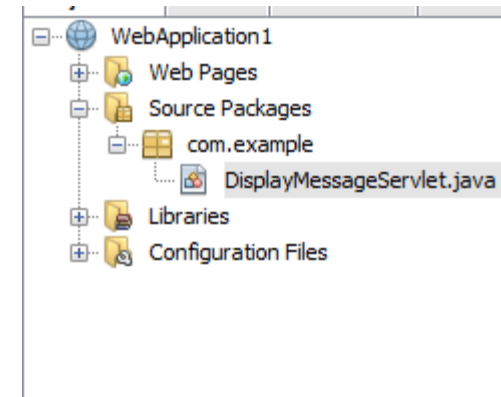 WebApplication1
Web Pages
Source Packages
com.example
DisplayMessageServlet.java
Libraries
Configuration Files